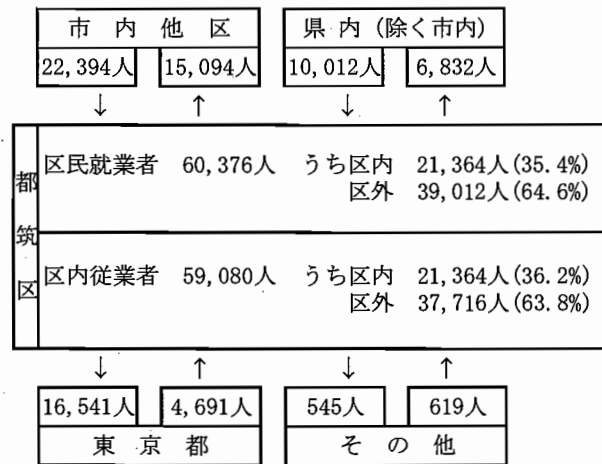 市内他区　県内（除く市内）
22,394人　15,094人　10,012人　6,832人
↓　↑　↓　↑
都筑区
区民就業者　60,376人　うち区内　21,364人(35.4%)
区外　39,012人(64.6%)
区内従業者　59,080人　うち区内　21,364人(36.2%)
区外　37,716人(63.8%)
↓　↑　↓　↑
16,541人　4,691人　545人　619人
東京都　その他